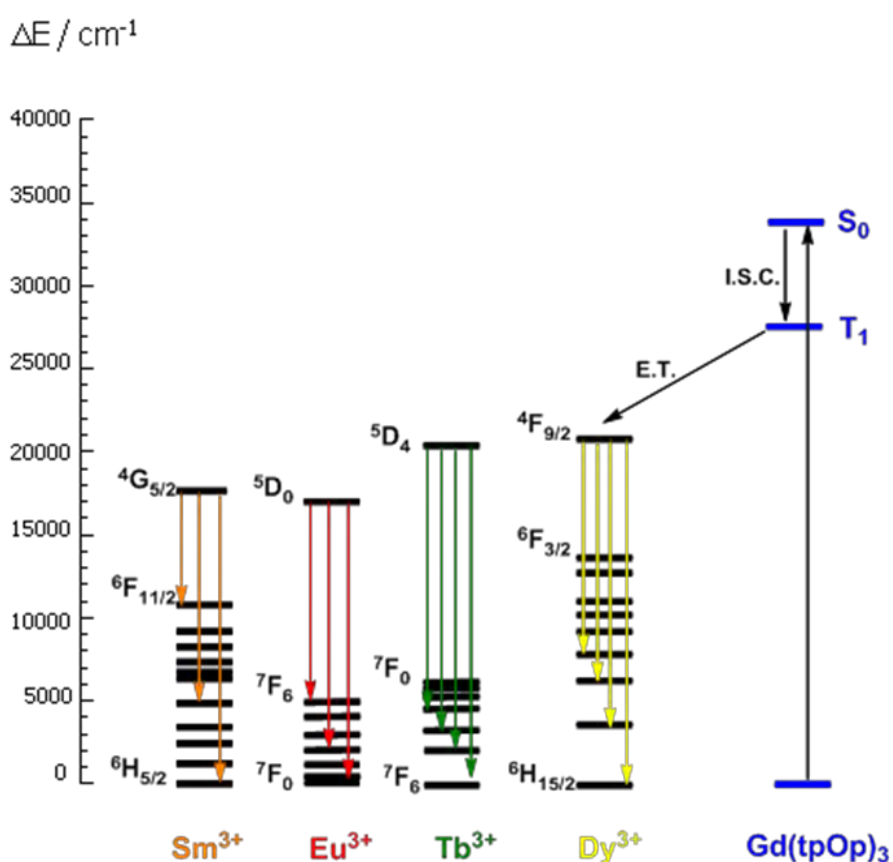 ΔE / cm⁻¹
40000
35000
30000
25000
20000
15000
10000
5000
0
S₀
I.S.C.
T₁
E.T.
⁴F₉/₂
⁵D₄
⁴G₅/₂
⁵D₀
⁶F₃/₂
⁶F₁₁/₂
⁷F₀
⁷F₆
⁶H₅/₂
⁷F₀
⁷F₆
⁶H₁₅/₂
Sm³⁺ Eu³⁺ Tb³⁺ Dy³⁺ Gd(tpOp)₃